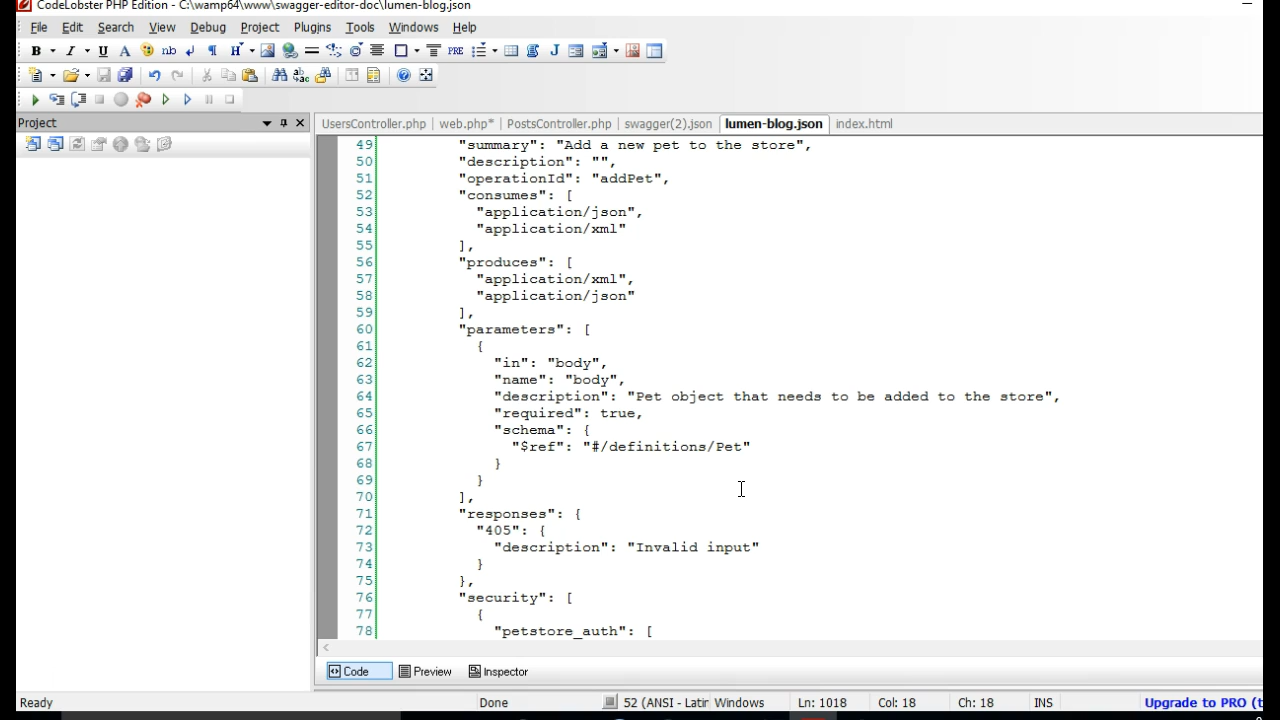 CodeLobster PHP Edition - C:\wamp64\www\swagger-editor-doc\lumen-blog.json
File Edit Search View Debug Project Plugins Tools Windows Help
B I U A nb H PRE J
ab ac
Project
UsersController.php web.php* PostsController.php swagger(2).json lumen-blog.json index.html
49 "summary": "Add a new pet to the store",
50 "description": "",
51 "operationId": "addPet",
52 "consumes": [
53 "application/json",
54 "application/xml"
55 ],
56 "produces": [
57 "application/xml",
58 "application/json"
59 ],
60 "parameters": [
61 {
62 "in": "body",
63 "name": "body",
64 "description": "Pet object that needs to be added to the store",
65 "required": true,
66 "schema": {
67 "$ref": "#/definitions/Pet"
68 }
69 }
70 ],
71 "responses": {
72 "405": {
73 "description": "Invalid input"
74 }
75 },
76 "security": [
77 {
78 "petstore_auth": [
Code Preview Inspector
Ready Done 52 (ANSI - Latir Windows Ln: 1018 Col: 18 Ch: 18 INS Upgrade to PRO (t